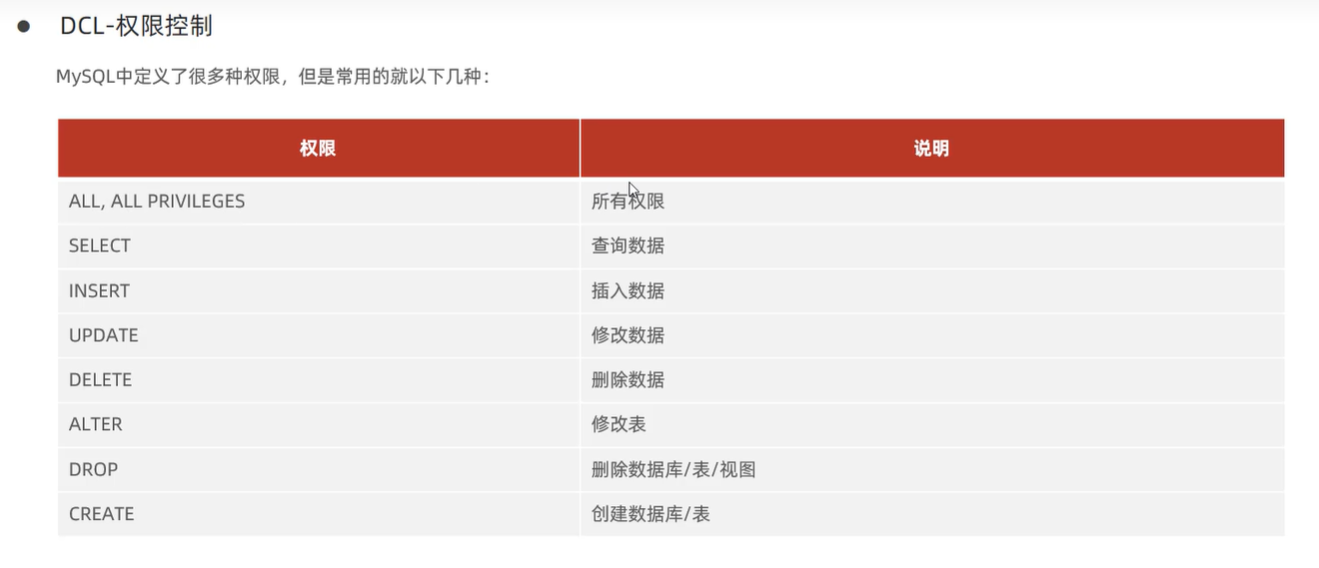 DCL-权限控制
MySQL中定义了很多种权限，但是常用的就以下几种：
权限 说明
ALL, ALL PRIVILEGES 所有权限
SELECT 查询数据
INSERT 插入数据
UPDATE 修改数据
DELETE 删除数据
ALTER 修改表
DROP 删除数据库/表/视图
CREATE 创建数据库/表